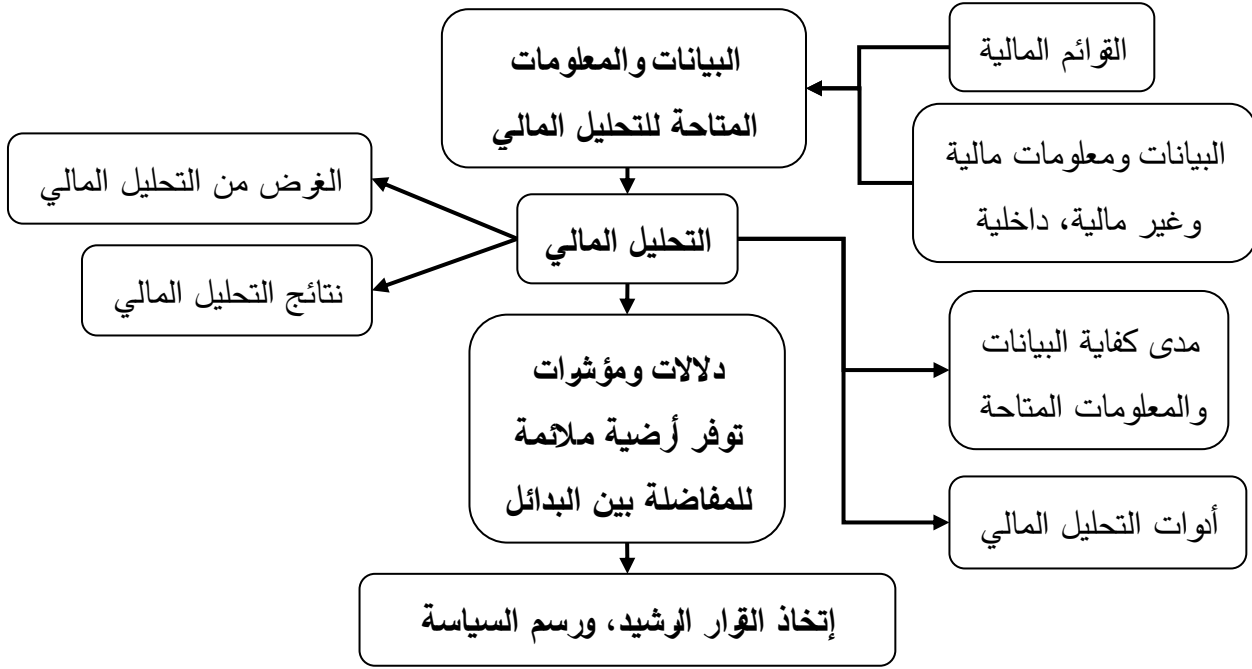 البيانات والمعلومات
المتاحة للتحليل المالي
القوائم المالية
البيانات ومعلومات مالية
وغير مالية، داخلية
الغرض من التحليل المالي
التحليل المالي
نتائج التحليل المالي
مدى كفاية البيانات
والمعلومات المتاحة
دلالات ومؤشرات
توفر أرضية ملائمة
للمفاضلة بين البدائل
أدوات التحليل المالي
إتخاذ القرار الرشيد، ورسم السياسة